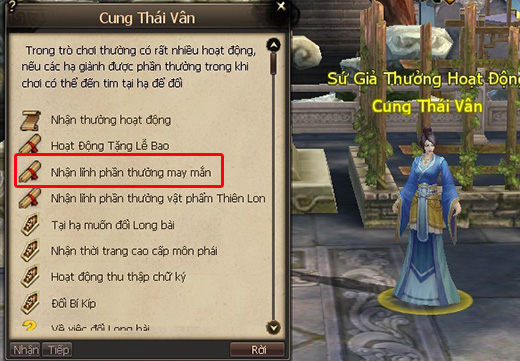 Cung Thái Vân
Trong trò chơi thường có rất nhiều hoạt động,
nếu các hạ giành được phần thưởng trong khi
chơi có thể đến tim tại hạ để đổi
Nhận thưởng hoạt động
Hoạt Động Tặng Lễ Bao
Nhận lĩnh phần thưởng may mắn
Nhận lĩnh phần thưởng vật phẩm Thiên Lon
Tại hạ muốn đổi Long bài
Nhận thời trang cao cấp môn phái
Hoạt động thu thập chữ ký
Đổi Bí Kíp
Về việc đổi Long bài
Nhận Tiếp Rời
Sứ Giả Thưởng Hoạt Độn
Cung Thái Vân